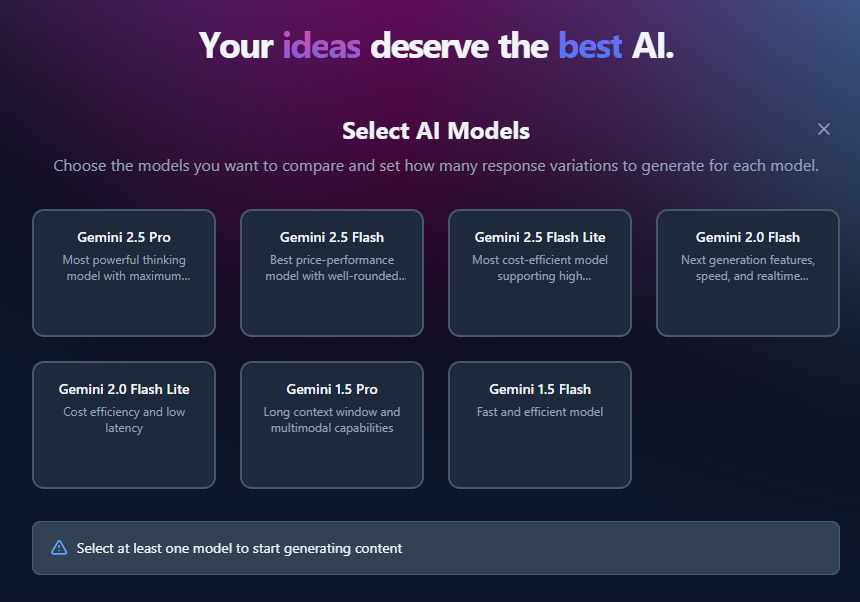 Your ideas deserve the best AI.
Select AI Models
Choose the models you want to compare and set how many response variations to generate for each model.
Gemini 2.5 Pro
Most powerful thinking
model with maximum...
Gemini 2.5 Flash
Best price-performance
model with well-rounded...
Gemini 2.5 Flash Lite
Most cost-efficient model
supporting high...
Gemini 2.0 Flash
Next generation features,
speed, and realtime...
Gemini 2.0 Flash Lite
Cost efficiency and low
latency
Gemini 1.5 Pro
Long context window and
multimodal capabilities
Gemini 1.5 Flash
Fast and efficient model
Select at least one model to start generating content